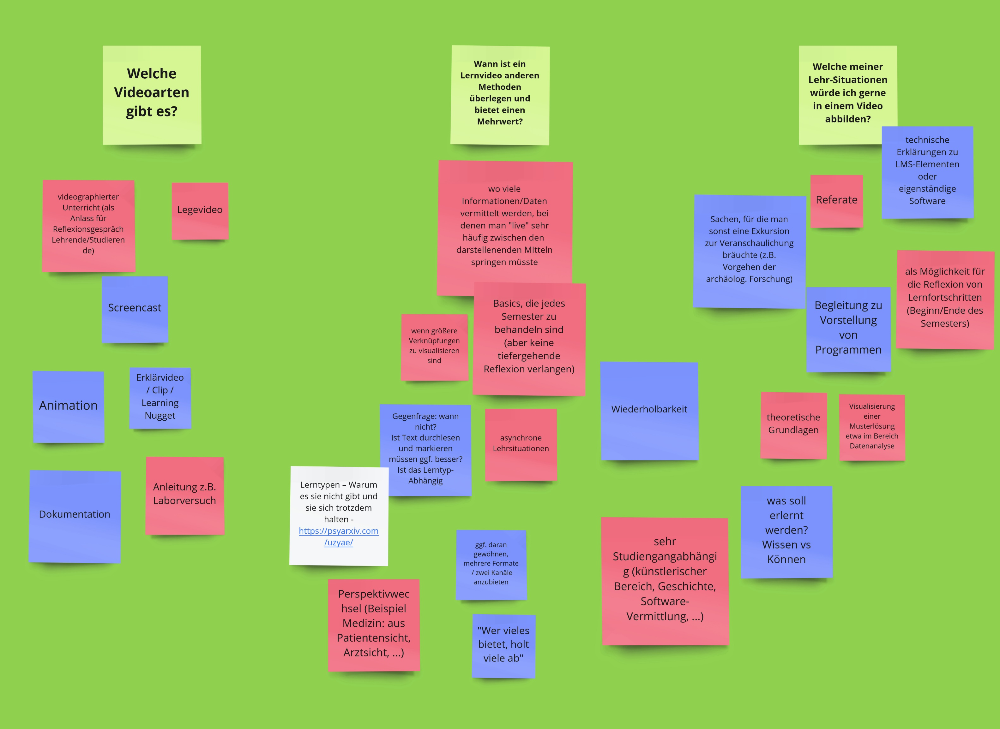 Welche
Videoarten
gibt es?
videographierter
Unterricht (als
Anlass für
Reflexionsgespräch
Lehrende/Studieren
de)
Legevideo
Screencast
Animation
Erklärvideo
/ Clip /
Learning
Nugget
Dokumentation
Anleitung z.B.
Laborversuch
Wann ist ein
Lernvideo anderen
Methoden
überlegen und
bietet einen
Mehrwert?
wo viele
Informationen/Daten
vermittelt werden, bei
denen man "live" sehr
häufig zwischen den
darstellenenden MItteln
springen müsste
Basics, die jedes
Semester zu
behandeln sind
(aber keine
tiefergehende
Reflexion verlangen)
wenn größere
Verknüpfungen
zu visualisieren
sind
Gegenfrage: wann
nicht?
Ist Text durchlesen
und markieren
müssen ggf. besser?
Ist das Lerntyp-
Abhängig
asynchrone
Lehrsituationen
Wiederholbarkeit
Lerntypen – Warum
es sie nicht gibt und
sie sich trotzdem
halten -
https://psyarxiv.com
/uzyae/
ggf. daran
gewöhnen,
mehrere Formate
/ zwei Kanäle
anzubieten
Perspektivwec
hsel (Beispiel
Medizin: aus
Patientensicht,
Arztsicht, ...)
"Wer vieles
bietet, holt
viele ab"
sehr
Studiengangabhängi
g (künstlerischer
Bereich, Geschichte,
Software-
Vermittlung, ...)
Welche meiner
Lehr-Situationen
würde ich gerne
in einem Video
abbilden?
technische
Erklärungen zu
LMS-Elementen
oder
eigenständige
Software
Referate
Sachen, für die man
sonst eine Exkursion
zur Veranschaulichung
bräuchte (z.B.
Vorgehen der
archäolog. Forschung)
als Möglichkeit für
die Reflexion von
Lernfortschritten
(Beginn/Ende des
Semesters)
Begleitung zu
Vorstellung
von
Programmen
theoretische
Grundlagen
Visualisierung
einer
Musterlösung
etwa im Bereich
Datenanalyse
was soll
erlernt
werden?
Wissen vs
Können